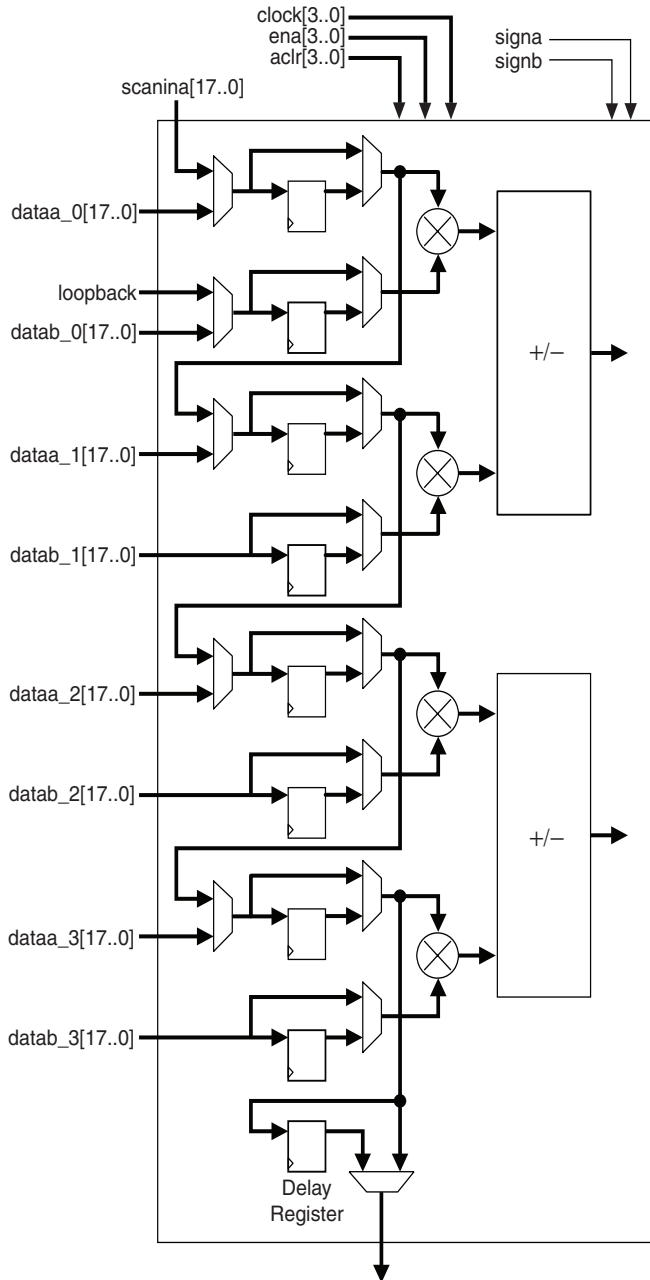 clock[3..0]
ena[3..0]
aclr[3..0]
signa
signb
scanina[17..0]
dataa_0[17..0]
loopback
datab_0[17..0]
+/−
dataa_1[17..0]
datab_1[17..0]
dataa_2[17..0]
datab_2[17..0]
+/−
dataa_3[17..0]
datab_3[17..0]
Delay
Register